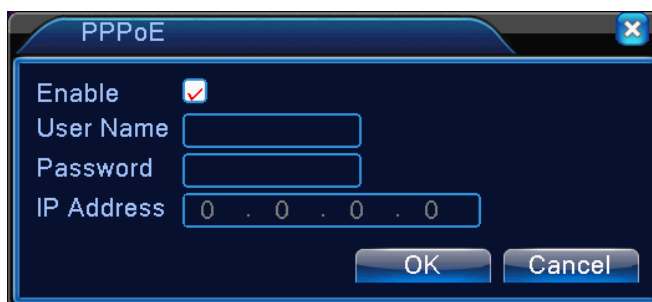 PPPoE
Enable
User Name
Password
IP Address 0 . 0 . 0 . 0
OK Cancel